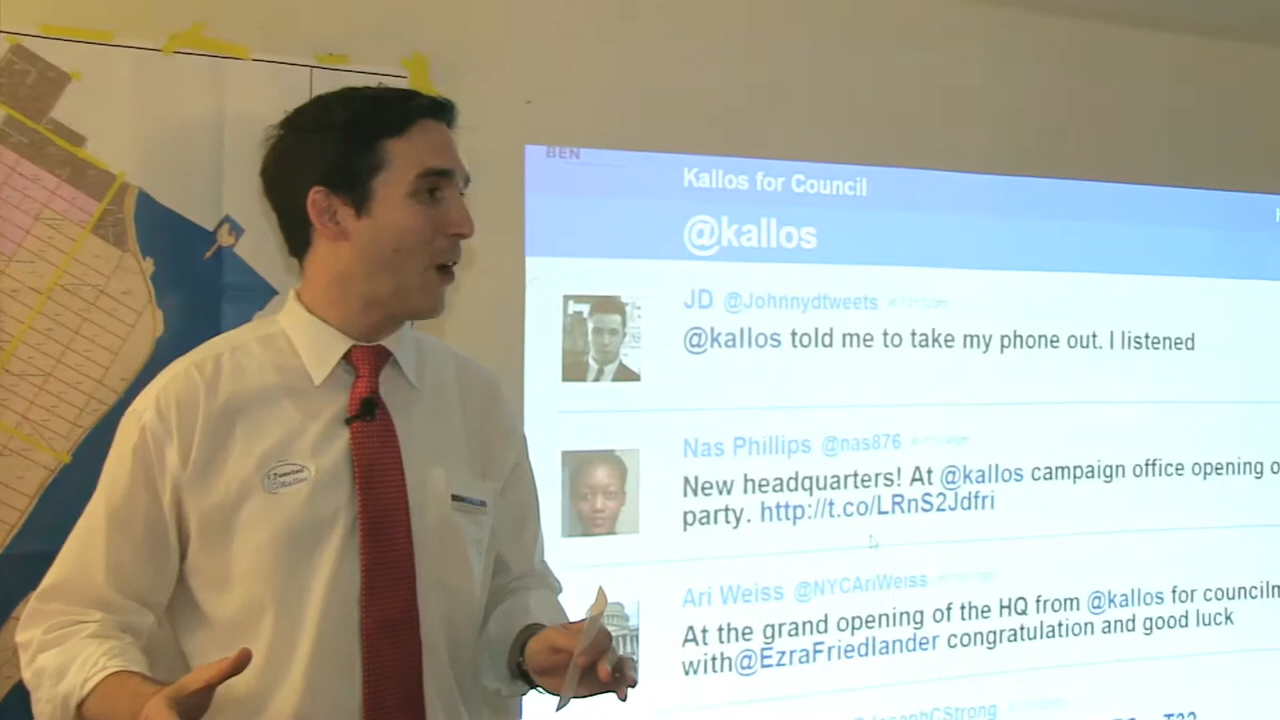 BEN
Kallos for Council
@kallos
JD @Johnnydtweets
@kallos told me to take my phone out. I listened
Nas Phillips @nas876
New headquarters! At @kallos campaign office opening
party. http://t.co/LRnS2Jdfri
Ari Weiss @NYCAriWeiss
At the grand opening of the HQ from @kallos for
with@EzraFriedlander congratulation and good luck